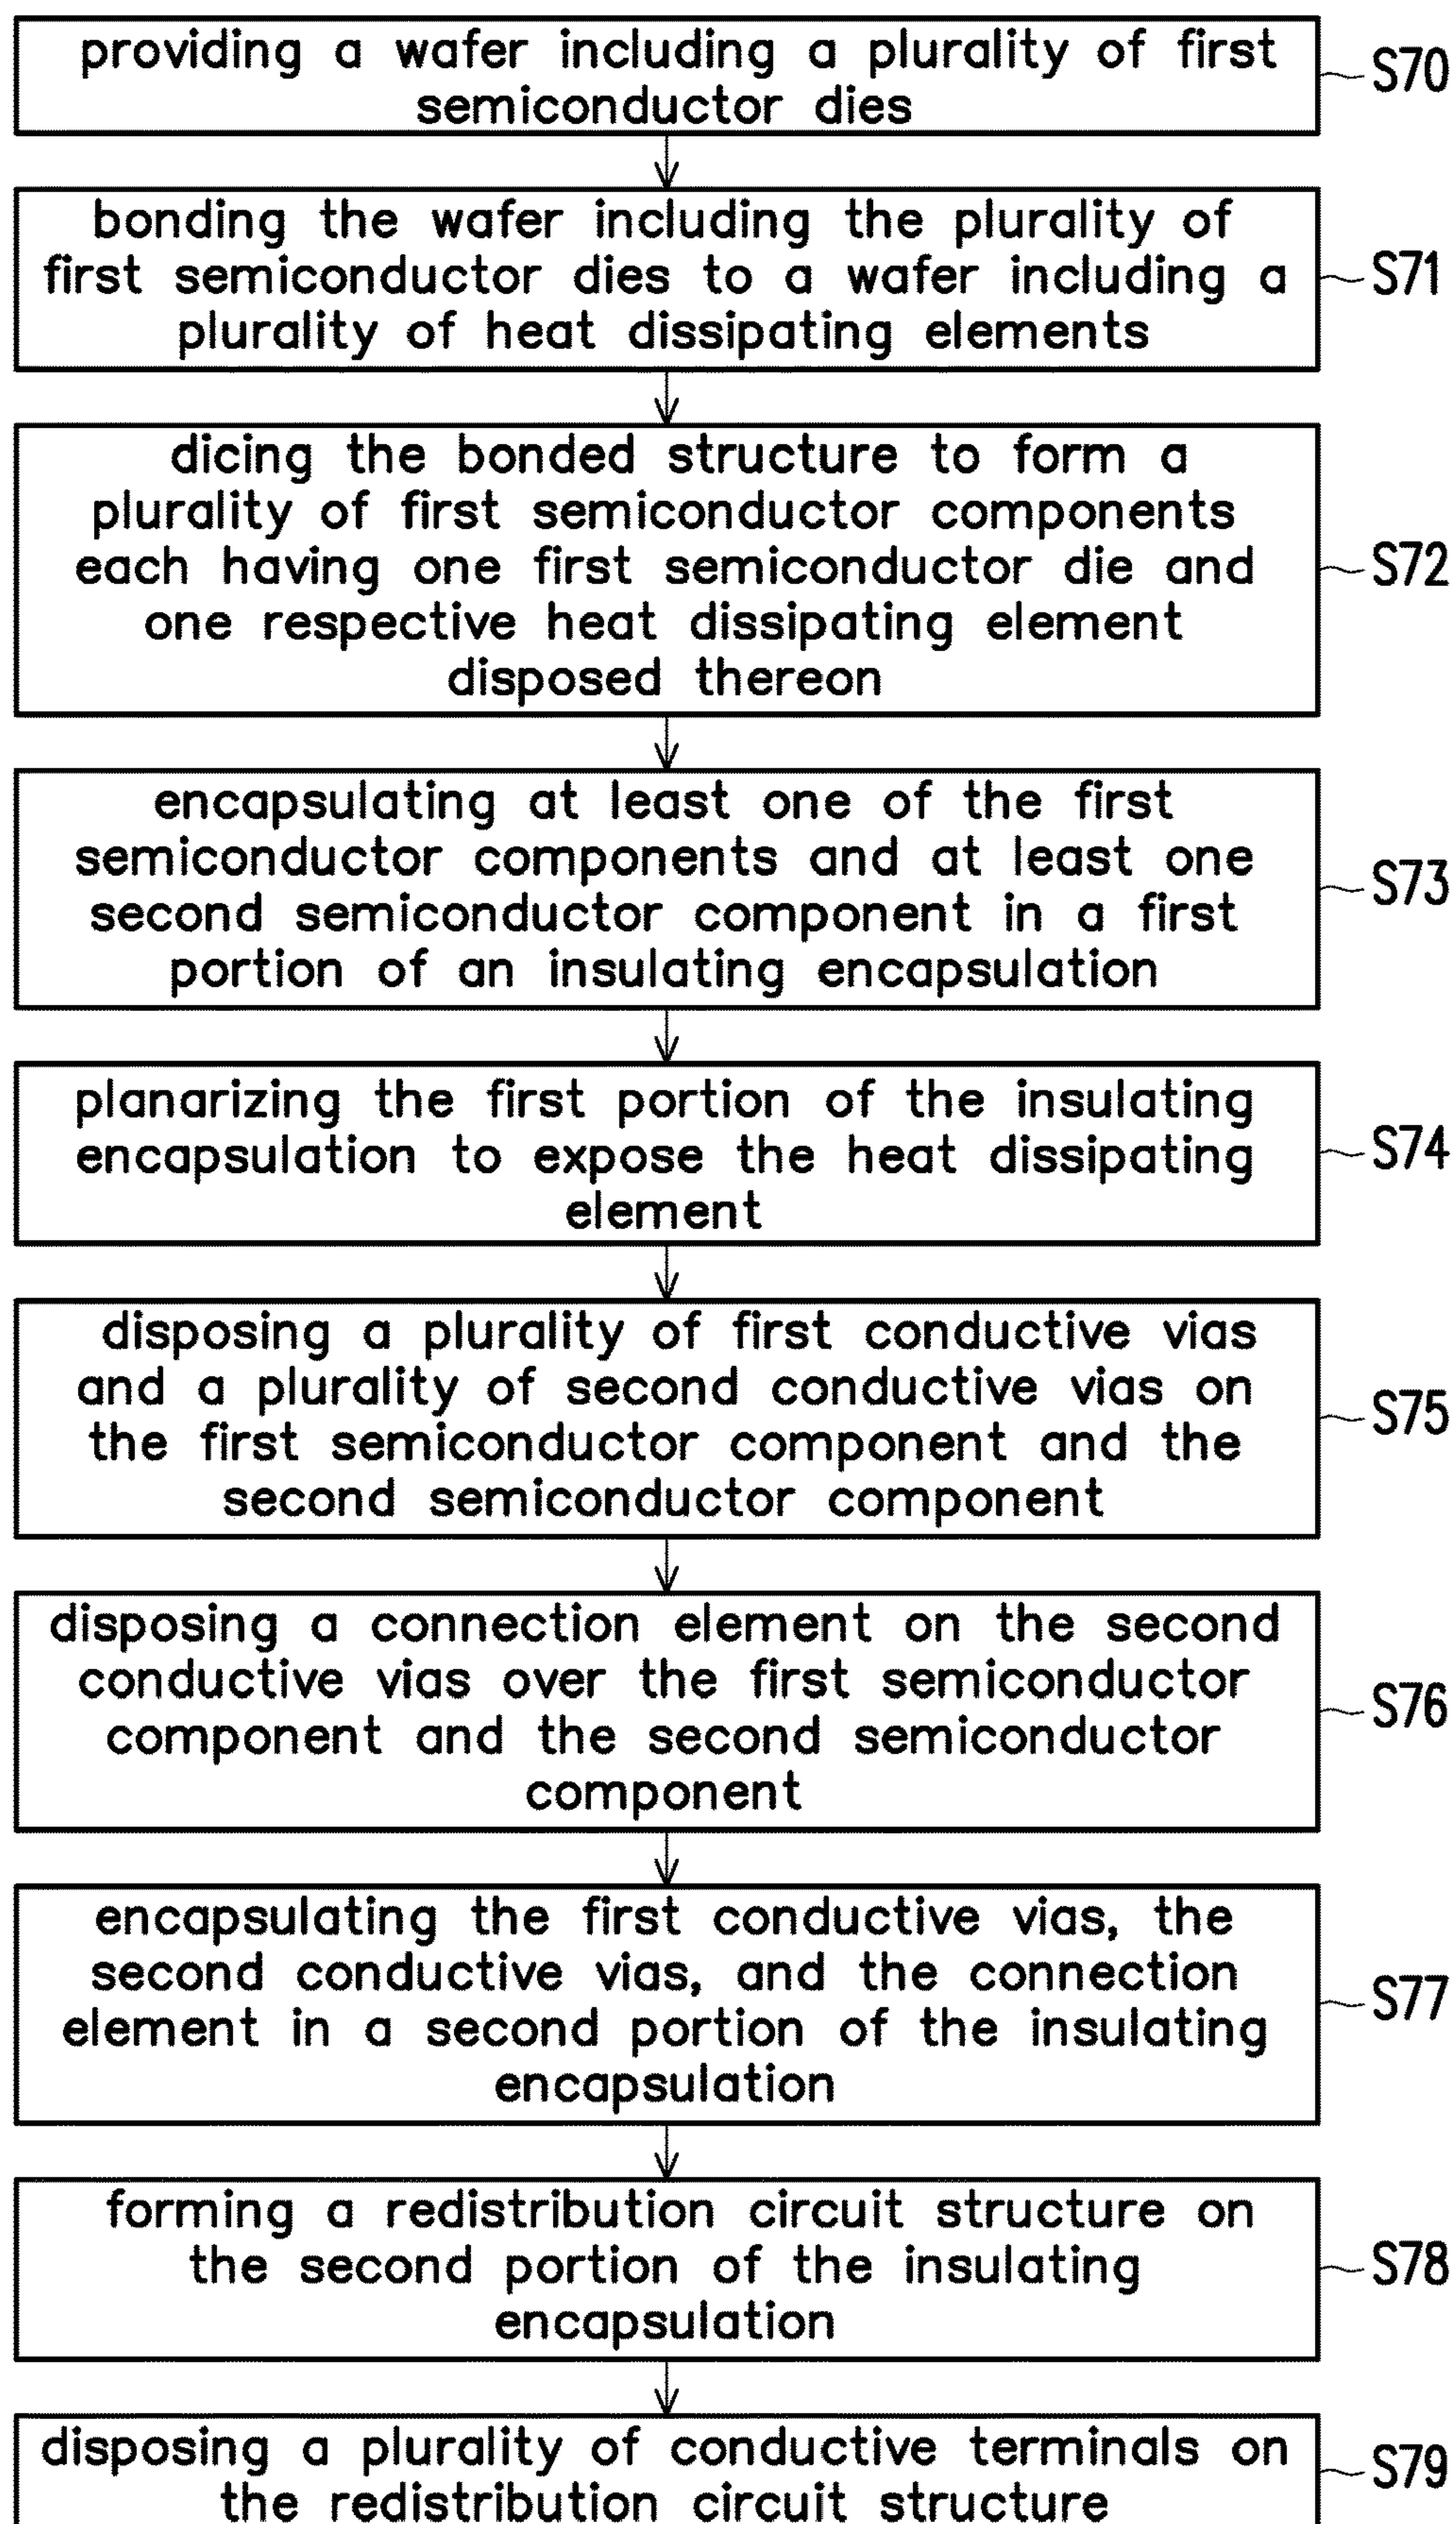 providing a wafer including a plurality of first
semiconductor dies
S70
bonding the wafer including the plurality of
first semiconductor dies to a wafer including a
plurality of heat dissipating elements
S71
dicing the bonded structure to form a
plurality of first semiconductor components
each having one first semiconductor die and
one respective heat dissipating element
disposed thereon
S72
encapsulating at least one of the first
semiconductor components and at least one
second semiconductor component in a first
portion of an insulating encapsulation
S73
planarizing the first portion of the insulating
encapsulation to expose the heat dissipating
element
S74
disposing a plurality of first conductive vias
and a plurality of second conductive vias on
the first semiconductor component and the
second semiconductor component
S75
disposing a connection element on the second
conductive vias over the first semiconductor
component and the second semiconductor
component
S76
encapsulating the first conductive vias, the
second conductive vias, and the connection
element in a second portion of the insulating
encapsulation
S77
forming a redistribution circuit structure on
the second portion of the insulating
encapsulation
S78
disposing a plurality of conductive terminals on
the redistribution circuit structure
S79